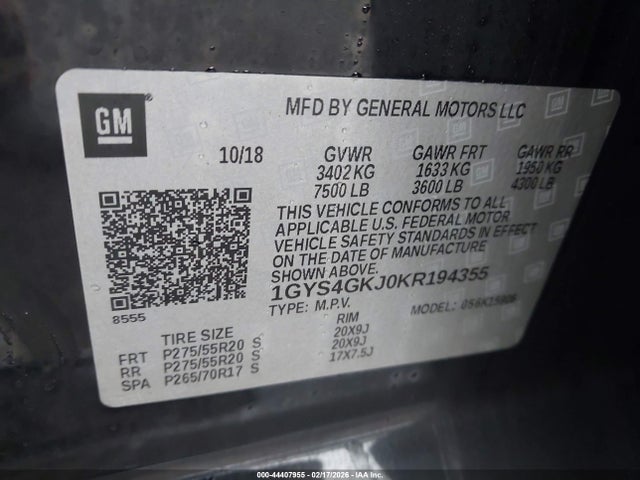 GM®
MFD BY GENERAL MOTORS LLC
10/18 GVWR GAWR FRT GAWR RR
3402 KG 1633 KG 1950 KG
7500 LB 3600 LB 4300 LB
THIS VEHICLE CONFORMS TO ALL
APPLICABLE U.S. FEDERAL MOTOR
VEHICLE SAFETY STANDARDS IN EFFECT
ON THE DATE OF MANUFACTURE
SHOWN ABOVE.
1GYS4GKJ0KR194355
8555
TYPE: M.P.V. MODEL:
TIRE SIZE RIM
FRT P275/55R20 S 20X9J
RR P275/55R20 S 20X9J
SPA P265/70R17 S 17X7.5J
000-44407955 | 02/17/2026 - COPYRIGHT IAA, LLC